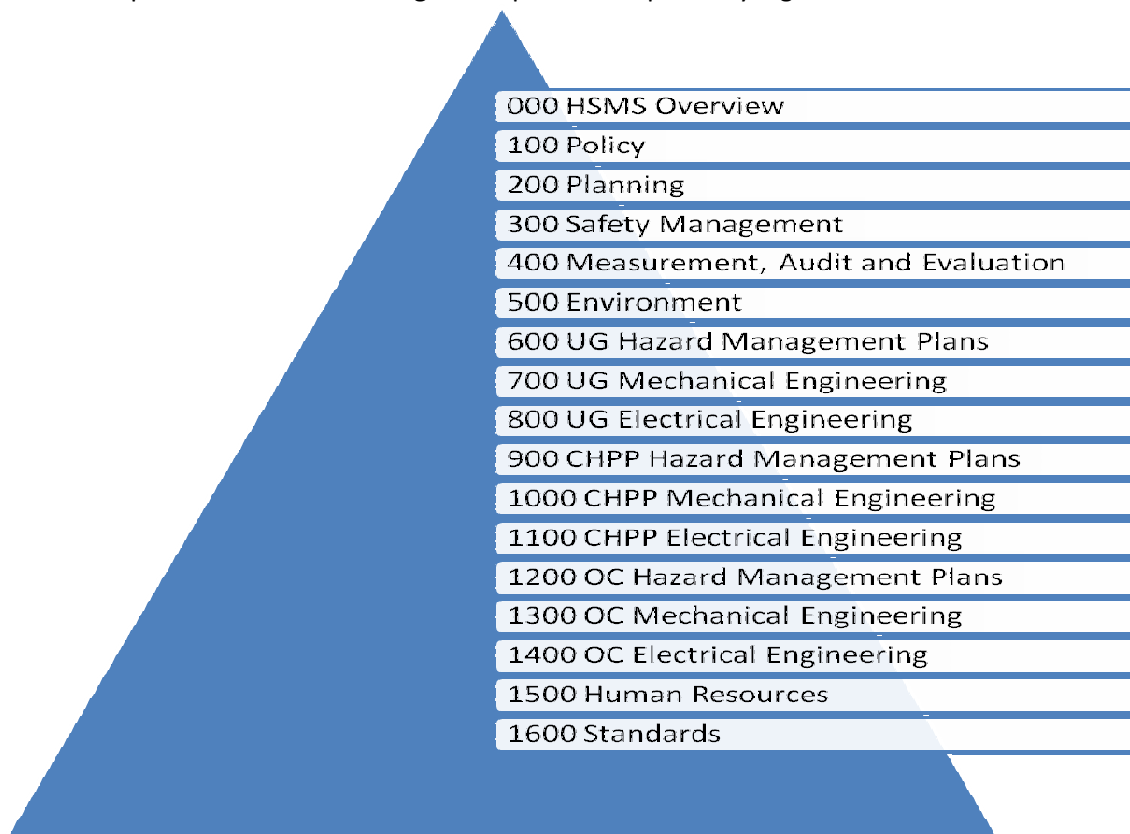 000 HSMS Overview
100 Policy
200 Planning
300 Safety Management
400 Measurement, Audit and Evaluation
500 Environment
600 UG Hazard Management Plans
700 UG Mechanical Engineering
800 UG Electrical Engineering
900 CHPP Hazard Management Plans
1000 CHPP Mechanical Engineering
1100 CHPP Electrical Engineering
1200 OC Hazard Management Plans
1300 OC Mechanical Engineering
1400 OC Electrical Engineering
1500 Human Resources
1600 Standards